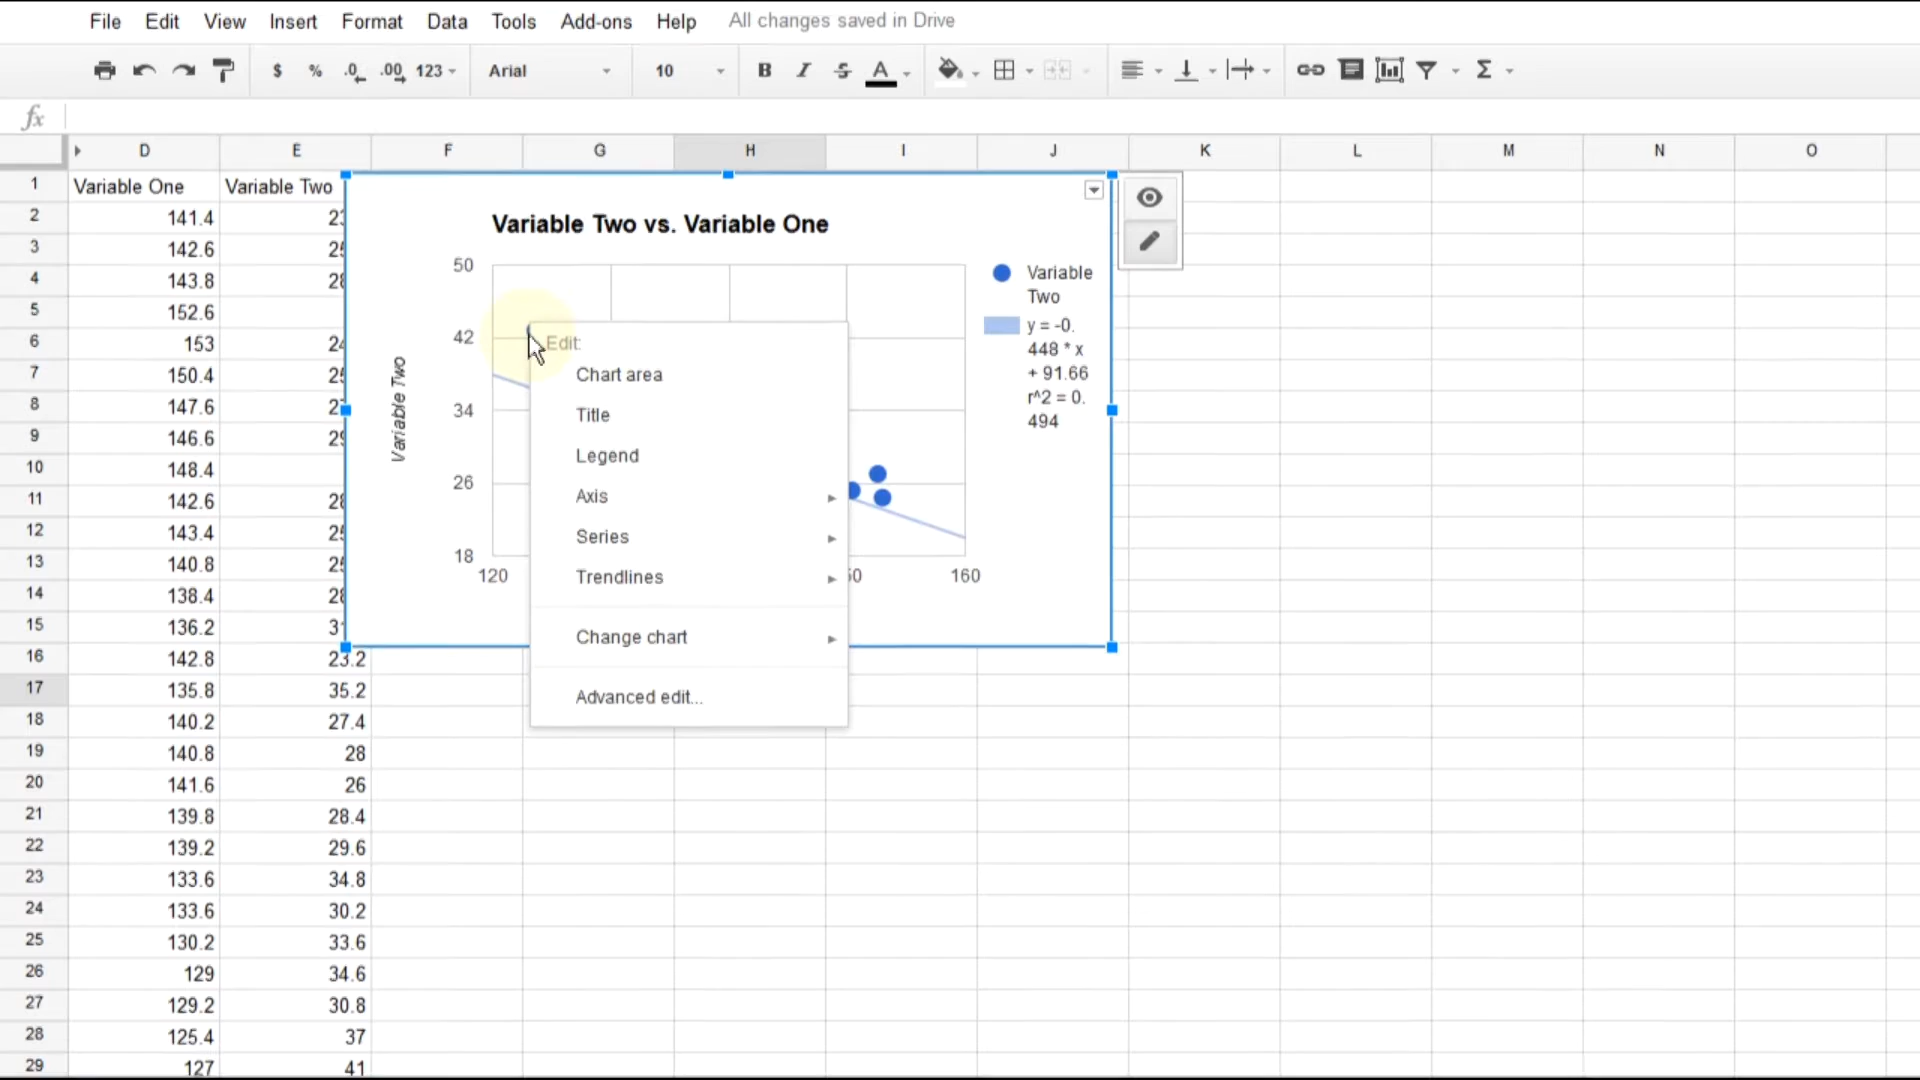 File Edit View Insert Format Data Tools Add-ons Help All changes saved in Drive
$ % .0 .00 123 Arial 10 B I S A Σ
fx
D E F G H I J K L M N O
1 Variable One Variable Two
2 141.4
3 142.6
4 143.8
5 152.6
6 153
7 150.4
8 147.6
9 146.6
10 148.4
11 142.6
12 143.4
13 140.8
14 138.4
15 136.2
16 142.8 23.2
17 135.8 35.2
18 140.2 27.4
19 140.8 28
20 141.6 26
21 139.8 28.4
22 139.2 29.6
23 133.6 34.8
24 133.6 30.2
25 130.2 33.6
26 129 34.6
27 129.2 30.8
28 125.4 37
29 127 41
Variable Two vs. Variable One
Variable Two
50
42
34
26
18
120 160
Variable
Two
y = -0.
448 * x
+ 91.66
r^2 = 0.
494
Edit:
Chart area
Title
Legend
Axis
Series
Trendlines
Change chart
Advanced edit...